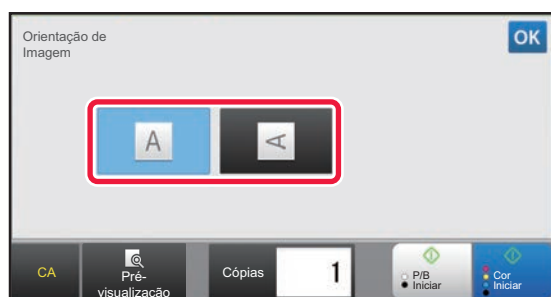 Orientação de
Imagem
OK
A
A
CA
Pré-
visualização
Cópias
1
P/B
Iniciar
Cor
Iniciar